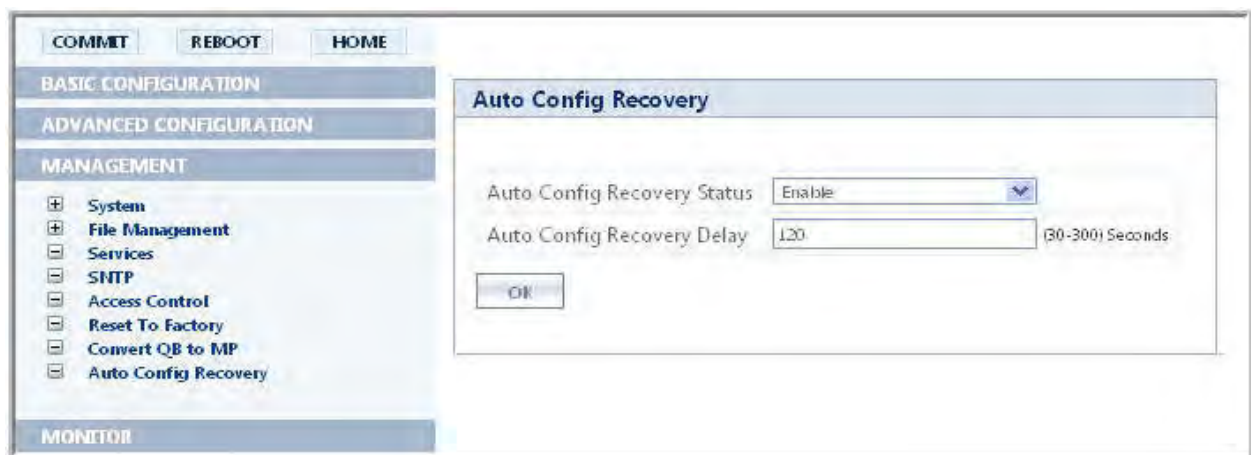 COMMIT REBOOT HOME
BASIC CONFIGURATION
ADVANCED CONFIGURATION
MANAGEMENT
System
File Management
Services
SNTP
Access Control
Reset To Factory
Convert QB to MP
Auto Config Recovery
MONITOR
Auto Config Recovery
Auto Config Recovery Status Enable
Auto Config Recovery Delay 120 (30-300) Seconds
OK